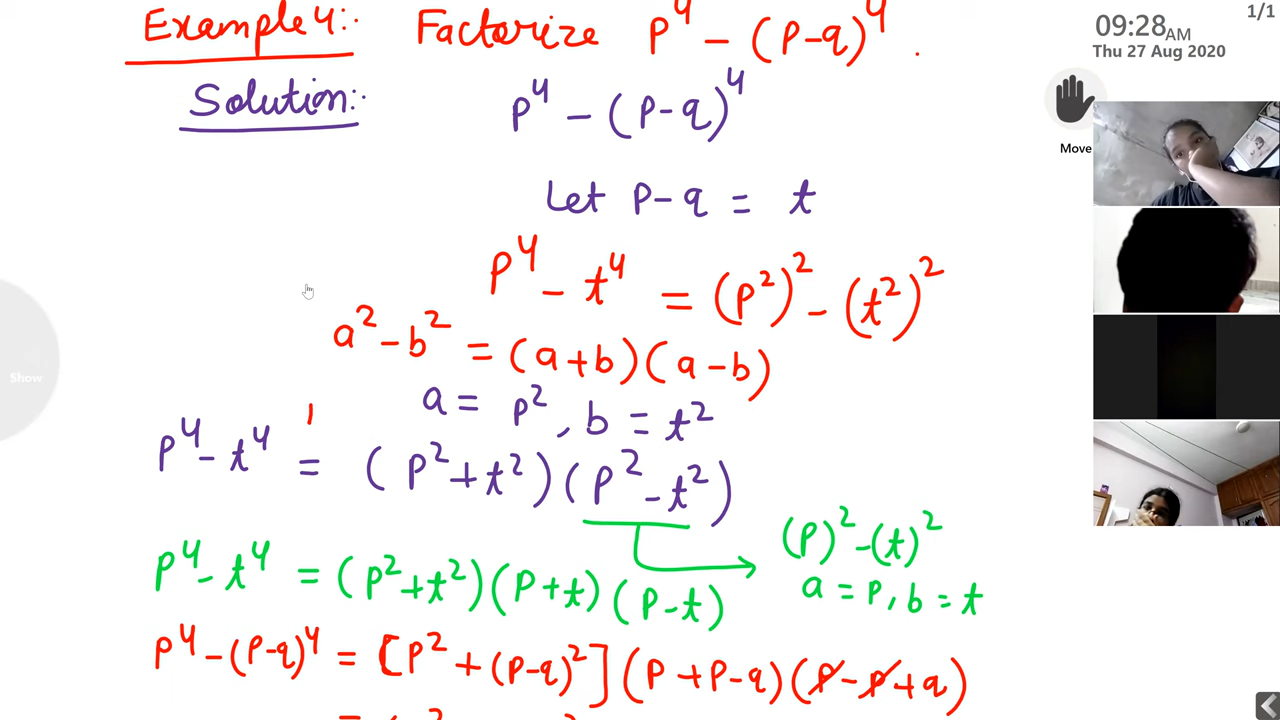 Example 4:· Factorize p⁴ - (p-q)⁴ .
Solution:· p⁴ - (p-q)⁴
Let p-q = t
p⁴ - t⁴ = (p²)² - (t²)²
a² - b² = (a+b)(a-b)
a = p², b = t²
p⁴ - t⁴ = (p² + t²)(p² - t²)
(p)² - (t)²
a = p, b = t
p⁴ - t⁴ = (p² + t²)(p + t)(p - t)
p⁴ - (p-q)⁴ = [p² + (p-q)²](p + p-q)(p - p + q)
1/1
09:28AM
Thu 27 Aug 2020
Move
Show